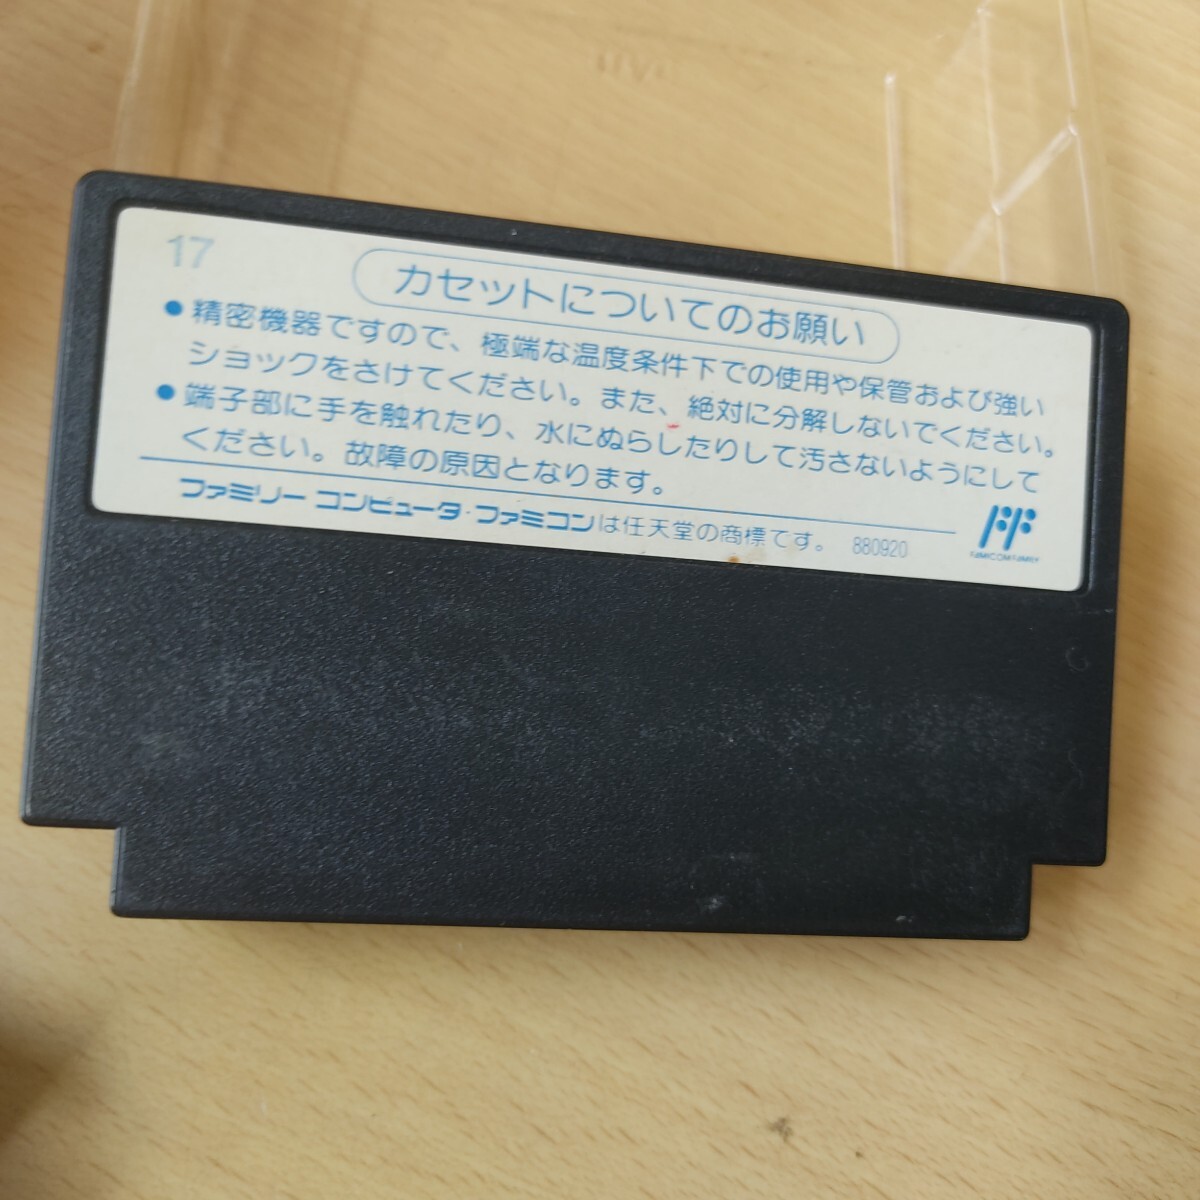 17
カセットについてのお願い
●精密機器ですので、極端な温度条件下での使用や保管および強い
ショックをさけてください。また、絶対に分解しないでください。
●端子部に手を触れたり、水にぬらしたりして汚さないようにして
ください。故障の原因となります。
ファミリーコンピュータ・ファミコンは任天堂の商標です。 880920
FF
FAMICOM FAMILY